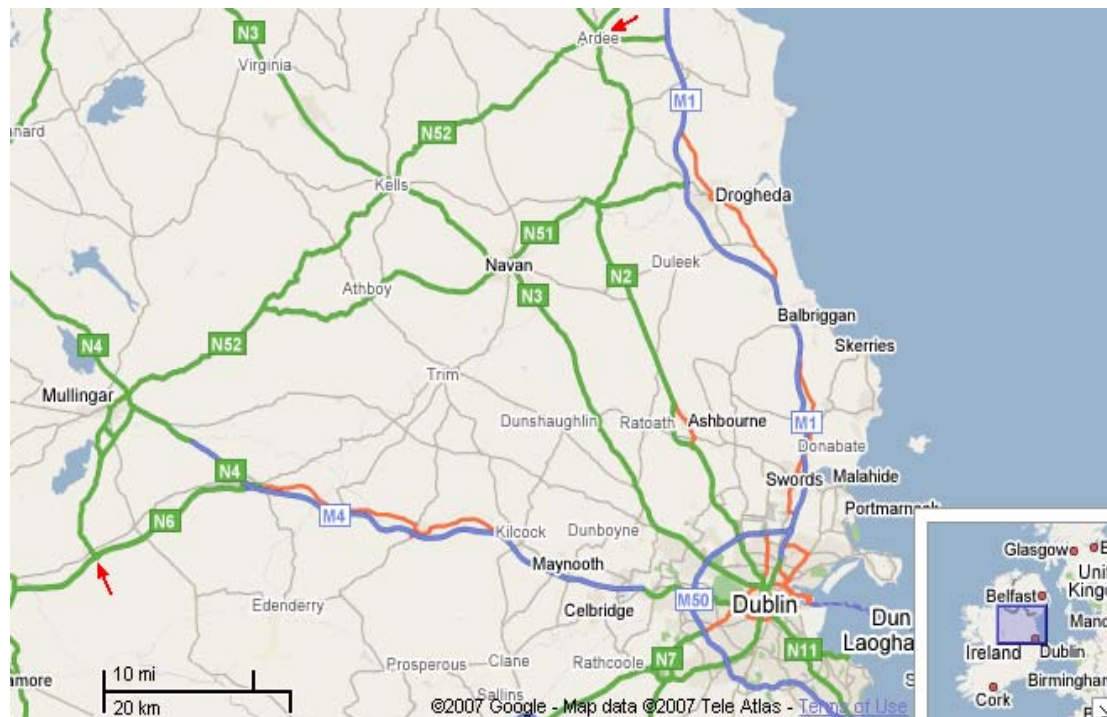 N3
Ardee
Virginia
M1
nard
N52
Kells
Drogheda
N51
Navan
Duleek
N2
Athboy
N3
Balbriggan
N4
N52
Skerries
Trim
Mullingar
Dunshaughlin
Ratoath
Ashbourne
M1
Donabate
N4
Swords
Malahide
Portmarnock
M4
N6
Kilcock
Dunboyne
Maynooth
Glasgow
Belfast
Edenderry
Celbridge
M50
Dublin
Dun
Laogha
Ireland
Dublin
Birmingham
Cork
Prosperous
Clane
Rathcoole
N7
N11
Sallins
amore
10 mi
20 km
©2007 Google - Map data ©2007 Tele Atlas - Terms of Use